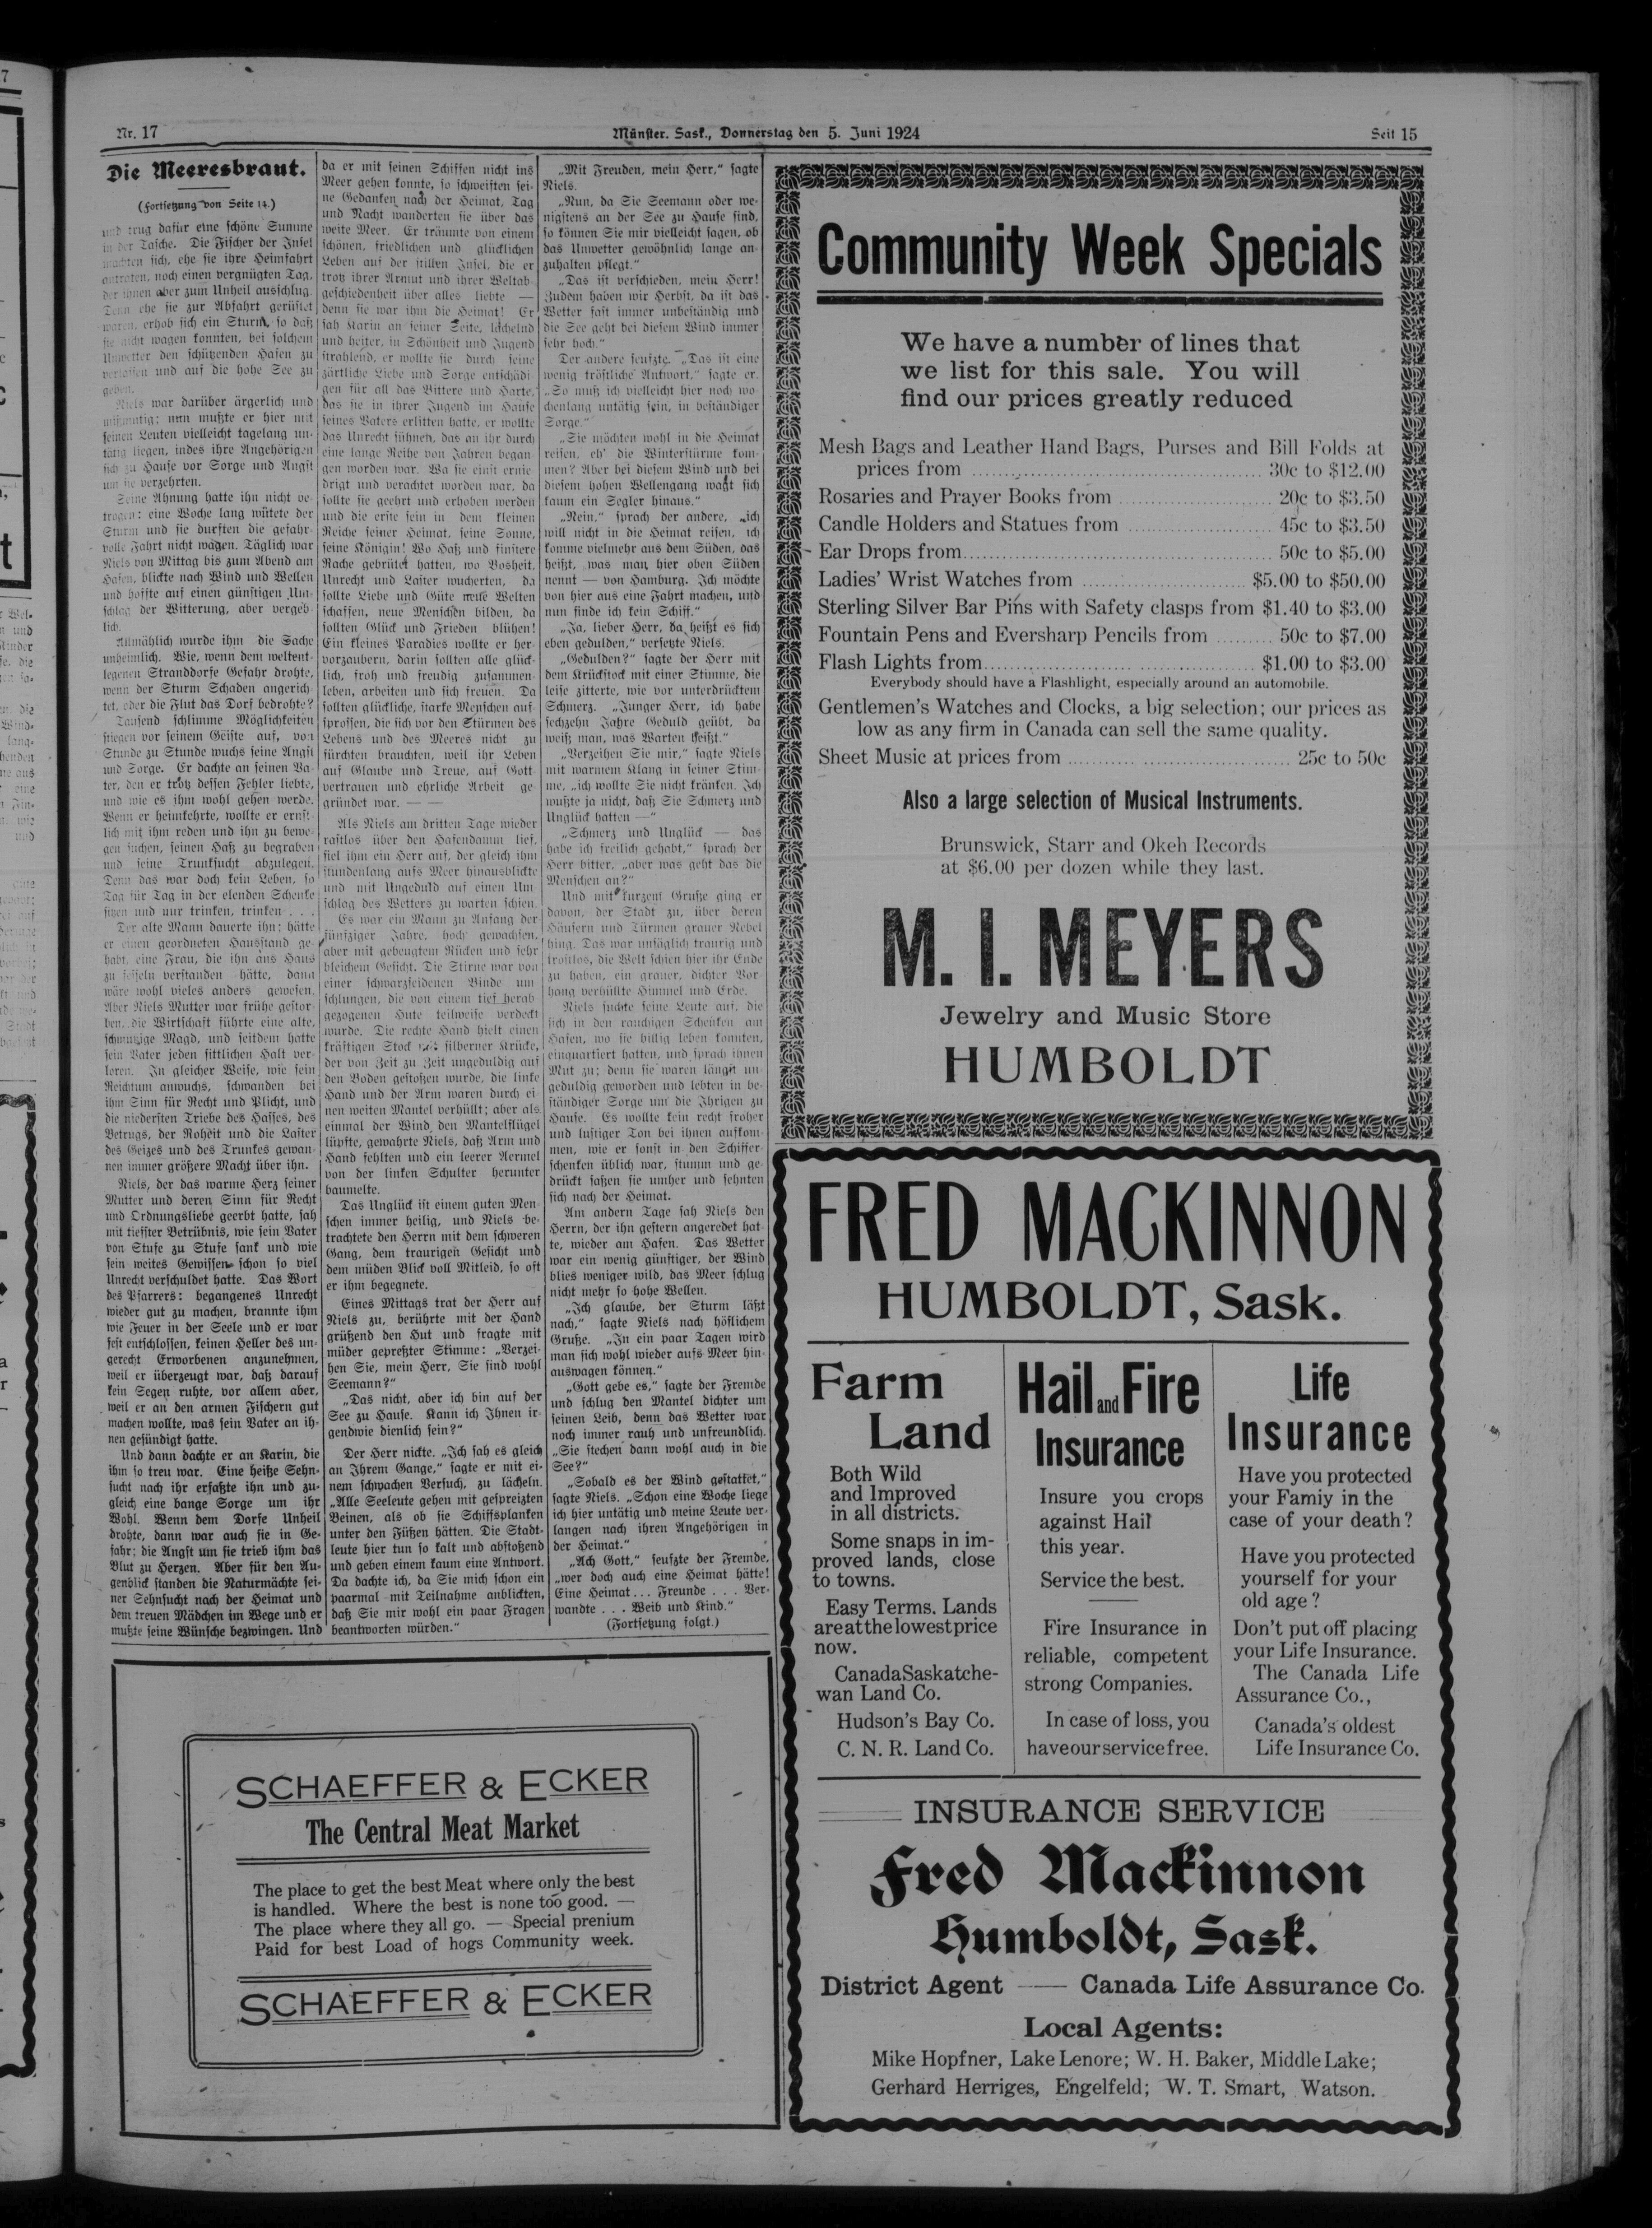 Nr. 17
Münster. Sask., Donnerstag den 5. Juni 1924
Seit 15
Die Meeresbraut.
(Fortsetzung von Seite 14.)
und trug dafür eine schöne Summe
in der Tasche. Die Fischer der Insel
machten sich, ehe sie ihre Heimfahrt
antraten, noch einen vergnügten Tag,
der ihnen aber zum Unheil ausschlug.
Denn ehe sie zur Abfahrt gerüstet
waren, erhob sich ein Sturm, so daß
sie nicht wagen konnten, bei solchem
Unwetter den schützenden Hafen zu
verlassen und auf die hohe See zu
gehen.
Niels war darüber ärgerlich und
mißmutig; nun mußte er hier mit
seinen Leuten vielleicht tagelang un-
tätig liegen, indes ihre Angehörigen
sich zu Hause vor Sorge und Angst
um sie verzehrten.
Seine Ahnung hatte ihn nicht be-
trogen; eine Woche lang wütete der
Sturm und sie durften die gefahr-
volle Fahrt nicht wagen. Täglich war
Niels von Mittag bis zum Abend am
Hafen, blickte nach Wind und Wellen
und hoffte auf einen günstigen Um-
schlag der Witterung, aber vergeb-
lich.
Allmählich wurde ihm die Sache
unheimlich. Wie, wenn dem weltent-
legenen Stranddorfe Gefahr drohte,
wenn der Sturm Schaden angerich-
tet, oder die Flut das Dorf bedrohte?
Tausend schlimme Möglichkeiten
stiegen vor seinem Geiste auf, von
Stunde zu Stunde wuchs seine Angst
und Sorge. Er dachte an seinen Va-
ter, den er trotz dessen Fehler liebte,
und wie es ihm wohl gehen werde.
Wenn er heimkehrte, wollte er ernst-
lich mit ihm reden und ihn zu bewe-
gen suchen, seinen Haß zu begraben
und seine Trunksucht abzulegen.
Denn das war doch kein Leben, so
Tag für Tag in der elenden Schenke
sitzen und nur trinken, trinken . . .
Der alte Mann dauerte ihn; hätte
er einen geordneten Hausstand ge-
habt, eine Frau, die ihn ans Haus
zu fesseln verstanden hätte, dann
wäre wohl vieles anders gewesen.
Aber Niels Mutter war frühe gestor-
ben, die Wirtschaft führte eine alte,
schmutzige Magd, und seitdem hatte
sein Vater jeden sittlichen Halt ver-
loren. In gleicher Weise, wie sein
Reichtum anwuchs, schwanden bei
ihm Sinn für Recht und Plicht, und
die niedersten Triebe des Hasses, des
Betrugs, der Roheit und die Laster
des Geizes und des Trunkes gewan-
nen immer größere Macht über ihn.
Niels, der das warme Herz seiner
Mutter und deren Sinn für Recht
und Ordnungsliebe geerbt hatte, sah
mit tiefster Betrübnis, wie sein Vater
von Stufe zu Stufe sank und wie
sein weites Gewissen schon so viel
Unrecht verschuldet hatte. Das Wort
des Pfarrers: begangenes Unrecht
wieder gut zu machen, brannte ihm
wie Feuer in der Seele und er war
fest entschlossen, keinen Heller des un-
gerecht Erworbenen anzunehmen,
weil er überzeugt war, daß darauf
kein Segen ruhte, vor allem aber,
weil er an den armen Fischern gut
machen wollte, was sein Vater an ih-
nen gesündigt hatte.
Und dann dachte er an Karin, die
ihm so treu war. Eine heiße Sehn-
sucht nach ihr erfaßte ihn und zu-
gleich eine bange Sorge um ihr
Wohl. Wenn dem Dorfe Unheil
drohte, dann war auch sie in Ge-
fahr; die Angst um sie trieb ihm das
Blut zu Herzen. Aber für den Au-
genblick standen die Naturmächte sei-
ner Sehnsucht nach der Heimat und
dem treuen Mädchen im Wege und er
mußte seine Wünsche bezwingen. Und
da er mit seinen Schiffen nicht ins
Meer gehen konnte, so schweiften sei-
ne Gedanken nach der Heimat, Tag
und Nacht wanderten sie über das
weite Meer. Er träumte von einem
schönen, friedlichen und glücklichen
Leben auf der stillen Insel, die er
trotz ihrer Armut und ihrer Weltab-
geschiedenheit über alles liebte —
denn sie war ihm die Heimat! Er
sah Karin an seiner Seite, lächelnd
und heiter, in Schönheit und Jugend
strahlend, er wollte sie durch seine
zärtliche Liebe und Sorge entschädi-
gen für all das Bittere und Harte,
das sie in ihrer Jugend im Hause
seines Vaters erlitten hatte, er wollte
das Unrecht sühnen, das an ihr durch
eine lange Reihe von Jahren began-
gen worden war. Wo sie einst ernie-
drigt und verachtet worden war, da
sollte sie geehrt und erhoben werden
und die erste sein in dem kleinen
Reiche seiner Heimat, seine Sonne,
seine Königin! Wo Haß und finstere
Rache gebrütet hatten, wo Bosheit,
Unrecht und Laster wucherten, da
sollte Liebe und Güte neue Welten
schaffen, neue Menschen bilden, da
sollten Glück und Frieden blühen!
Ein kleines Paradies wollte er her-
vorzaubern, darin sollten alle glück-
lich, froh und freudig zusammen-
leben, arbeiten und sich freuen. Da
sollten glückliche, starke Menschen auf-
sprossen, die sich vor den Stürmen des
Lebens und des Meeres nicht zu
fürchten brauchten, weil ihr Leben
auf Glaube und Treue, auf Gott-
vertrauen und ehrliche Arbeit ge-
gründet war. — —
Als Niels am dritten Tage wieder
rastlos über den Hafendamm lief,
fiel ihm ein Herr auf, der gleich ihm
stundenlang aufs Meer hinausblickte
und mit Ungeduld auf einen Um-
schlag des Wetters zu warten schien.
Es war ein Mann zu Anfang der
fünfziger Jahre, hoch gewachsen,
aber mit gebeugtem Rücken und sehr
bleichem Gesicht. Die Stirne war von
einer schwarzseidenen Binde um-
schlungen, die von einem tief herab-
gezogenen Hute teilweise verdeckt
wurde. Die rechte Hand hielt einen
kräftigen Stock mit silberner Krücke,
der von Zeit zu Zeit ungeduldig auf
den Boden gestoßen wurde, die linke
Hand und der Arm waren durch ei-
nen weiten Mantel verhüllt; aber als
einmal der Wind den Mantelflügel
lüpfte, gewahrte Niels, daß Arm und
Hand fehlten und ein leerer Aermel
von der linken Schulter herunter
baumelte.
Das Unglück ist einem guten Men-
schen immer heilig, und Niels be-
trachtete den Herrn mit dem schweren
Gang, dem traurigen Gesicht und
dem müden Blick voll Mitleid, so oft
er ihm begegnete.
Eines Mittags trat der Herr auf
Niels zu, berührte mit der Hand
grüßend den Hut und fragte mit
müder gepreßter Stimme: „Verzei-
hen Sie, mein Herr, Sie sind wohl
Seemann?“
„Das nicht, aber ich bin auf der
See zu Hause. Kann ich Ihnen ir-
gendwie dienlich sein?“
Der Herr nickte. „Ich sah es gleich
an Ihrem Gange,“ sagte er mit ei-
nem schwachen Versuch, zu lächeln.
„Alle Seeleute gehen mit gespreizten
Beinen, als ob sie Schiffsplanken
unter den Füßen hätten. Die Stadt-
leute hier tun so kalt und abstoßend
und geben einem kaum eine Antwort.
Da dachte ich, da Sie mich schon ein
paarmal mit Teilnahme anblickten,
daß Sie mir wohl ein paar Fragen
beantworten würden.“
„Mit Freuden, mein Herr,“ sagte
Niels.
„Nun, da Sie Seemann oder we-
nigstens an der See zu Hause sind,
so können Sie mir vielleicht sagen, ob
das Unwetter gewöhnlich lange an-
zuhalten pflegt.“
„Das ist verschieden, mein Herr!
Zudem haben wir Herbst, da ist das
Wetter fast immer unbeständig und
die See geht bei diesem Wind immer
sehr hoch.“
Der andere seufzte. „Das ist eine
wenig tröstliche Antwort,“ sagte er.
„So muß ich vielleicht hier noch wo-
chenlang untätig sein, in beständiger
Sorge.“
„Sie möchten wohl in die Heimat
reisen, eh' die Winterstürme kom-
men? Aber bei diesem Wind und bei
diesem hohen Wellengang wagt sich
kaum ein Segler hinaus.“
„Nein,“ sprach der andere, „ich
will nicht in die Heimat reisen, ich
komme vielmehr aus dem Süden, das
heißt, was man hier oben Süden
nennt — von Hamburg. Ich möchte
von hier aus eine Fahrt machen, und
nun finde ich kein Schiff.“
„Ja, lieber Herr, da heißt es sich
eben gedulden,“ versetzte Niels.
„Gedulden?“ sagte der Herr mit
dem Krückstock mit einer Stimme, die
leise zitterte, wie vor unterdrücktem
Schmerz. „Junger Herr, ich habe
sechzehn Jahre Geduld geübt, da
weiß man, was Warten heißt.“
„Verzeihen Sie mir,“ sagte Niels
mit warmem Klang in seiner Stim-
me, „ich wollte Sie nicht kränken. Ich
wußte ja nicht, daß Sie Schmerz und
Unglück hatten —“
„Schmerz und Unglück — das
habe ich freilich gehabt,“ sprach der
Herr bitter, „aber was geht das die
Menschen an?“
Und mit kurzem Gruße ging er
davon, der Stadt zu, über deren
Häusern und Türmen grauer Nebel
hing. Das war unsäglich traurig und
trostlos, die Welt schien hier ihr Ende
zu haben, ein grauer, dichter Vor-
hang verhüllte Himmel und Erde.
Niels suchte seine Leute auf, die
sich in den rauchigen Schenken am
Hafen, wo sie billig leben konnten,
einquartiert hatten, und sprach ihnen
Mut zu; denn sie waren längst un-
geduldig geworden und lebten in be-
ständiger Sorge um die Ihrigen zu
Hause. Es wollte kein recht froher
und lustiger Ton bei ihnen aufkom-
men, wie er sonst in den Schiffer-
schenken üblich war, stumm und ge-
drückt saßen sie umher und sehnten
sich nach der Heimat.
Am andern Tage sah Niels den
Herrn, der ihn gestern angeredet hat-
te, wieder am Hafen. Das Wetter
war ein wenig günstiger, der Wind
blies weniger wild, das Meer schlug
nicht mehr so hohe Wellen.
„Ich glaube, der Sturm läßt
nach,“ sagte Niels nach höflichem
Gruße. „In ein paar Tagen wird
man sich wohl wieder aufs Meer hin-
auswagen können.“
„Gott gebe es,“ sagte der Fremde
und schlug den Mantel dichter um
seinen Leib, denn das Wetter war
noch immer rauh und unfreundlich.
„Sie stechen dann wohl auch in die
See?“
„Sobald es der Wind gestattet,“
sagte Niels. „Schon eine Woche liege
ich hier untätig und meine Leute ver-
langen nach ihren Angehörigen in
der Heimat.“
„Ach Gott,“ seufzte der Fremde,
„wer doch auch eine Heimat hätte!
Eine Heimat... Freunde . . . Ver-
wandte . . . Weib und Kind.“
(Fortsetzung folgt.)
SCHAEFFER & ECKER
The Central Meat Market
The place to get the best Meat where only the best
is handled. Where the best is none too good. —
The place where they all go. — Special prenium
Paid for best Load of hogs Community week.
SCHAEFFER & ECKER
Community Week Specials
We have a number of lines that
we list for this sale. You will
find our prices greatly reduced
Mesh Bags and Leather Hand Bags, Purses and Bill Folds at
prices from ........ 30c to $12.00
Rosaries and Prayer Books from ........ 20c to $3.50
Candle Holders and Statues from ........ 45c to $3.50
Ear Drops from........ 50c to $5.00
Ladies' Wrist Watches from ........ $5.00 to $50.00
Sterling Silver Bar Pins with Safety clasps from $1.40 to $3.00
Fountain Pens and Eversharp Pencils from ......... 50c to $7.00
Flash Lights from........ $1.00 to $3.00
Everybody should have a Flashlight, especially around an automobile.
Gentlemen's Watches and Clocks, a big selection; our prices as
low as any firm in Canada can sell the same quality.
Sheet Music at prices from ........ 25c to 50c
Also a large selection of Musical Instruments.
Brunswick, Starr and Okeh Records
at $6.00 per dozen while they last.
M. I. MEYERS
Jewelry and Music Store
HUMBOLDT
FRED MACKINNON
HUMBOLDT, Sask.
Farm
Land
Both Wild
and Improved
in all districts.
Some snaps in im-
proved lands, close
to towns.
Easy Terms. Lands
are at the lowest price
now.
Canada Saskatche-
wan Land Co.
Hudson's Bay Co.
C. N. R. Land Co.
Hail and Fire
Insurance
Insure you crops
against Hail
this year.
Service the best.
Fire Insurance in
reliable, competent
strong Companies.
In case of loss, you
have our service free.
Life
Insurance
Have you protected
your Famiy in the
case of your death?
Have you protected
yourself for your
old age?
Don't put off placing
your Life Insurance.
The Canada Life
Assurance Co.,
Canada's oldest
Life Insurance Co.
INSURANCE SERVICE
Fred Mackinnon
Humboldt, Sask.
District Agent — Canada Life Assurance Co.
Local Agents:
Mike Hopfner, Lake Lenore; W. H. Baker, Middle Lake;
Gerhard Herriges, Engelfeld; W. T. Smart, Watson.